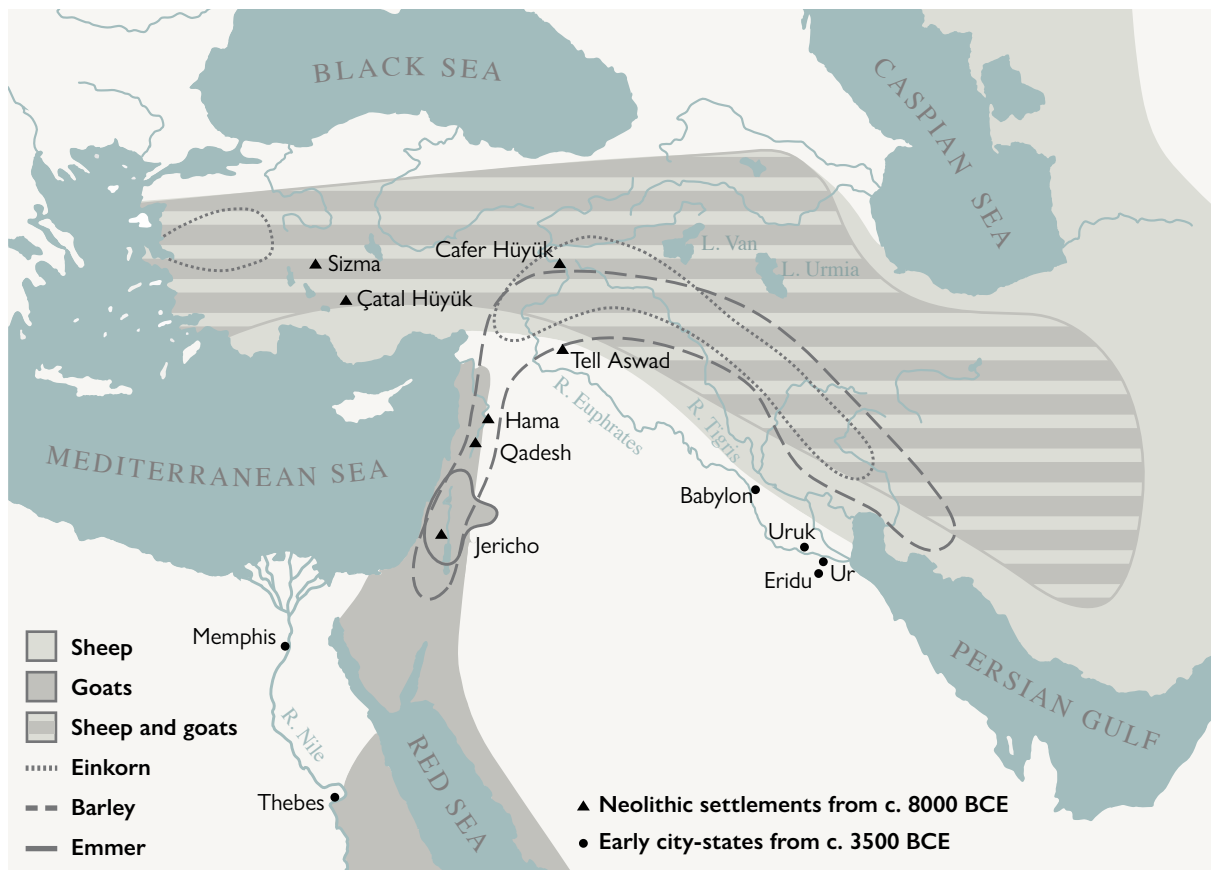 BLACK SEA
CASPIAN SEA
Cafer Hüyük
L. Van
Sizma
L. Urmia
Çatal Hüyük
Tell Aswad
R. Euphrates
R. Tigris
Hama
Qadesh
MEDITERRANEAN SEA
Babylon
Uruk
Jericho
Eridu
Ur
Memphis
PERSIAN GULF
R. Nile
RED SEA
Thebes
Sheep
Goats
Sheep and goats
Einkorn
Barley
Emmer
Neolithic settlements from c. 8000 BCE
Early city-states from c. 3500 BCE